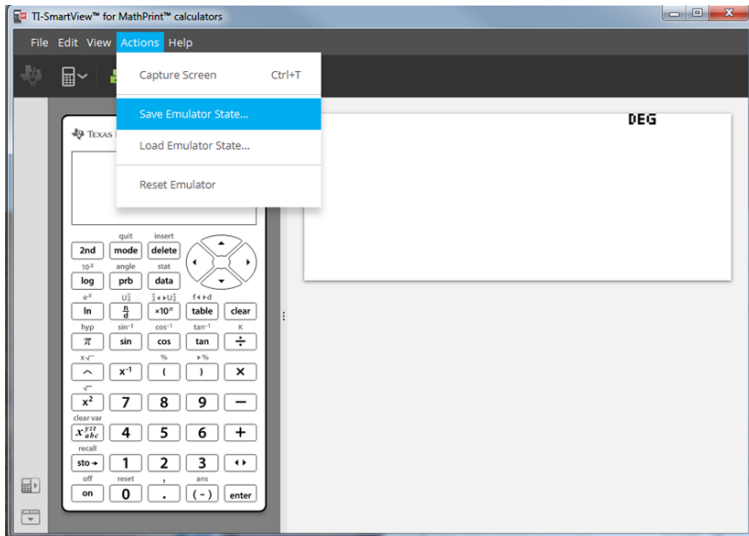 TI-SmartView™ for MathPrint™ calculators
File Edit View Actions Help
Capture Screen Ctrl+T
Save Emulator State...
Load Emulator State...
Reset Emulator
DEG
TEXAS
quit insert
2nd mode delete
10ˣ angle stat
log prb data
eˣ f◂▸d
ln n/d ×10ⁿ table clear
hyp sin⁻¹ cos⁻¹ tan⁻¹ K
π sin cos tan ÷
x√ % ▸%
^ x⁻¹ ( ) ×
√
x² 7 8 9 −
clear var
x yzt abc 4 5 6 +
recall
sto→ 1 2 3 ◂▸
off reset , ans
on 0 . (-) enter